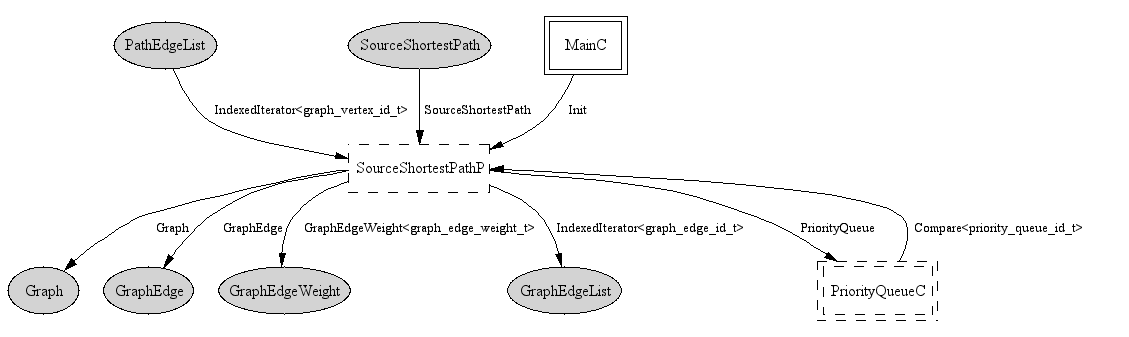 PathEdgeList
SourceShortestPath
MainC
IndexedIterator<graph_vertex_id_t>
SourceShortestPath
Init
SourceShortestPathP
Graph
GraphEdge
GraphEdgeWeight<graph_edge_weight_t>
IndexedIterator<graph_edge_id_t>
PriorityQueue
Compare<priority_queue_id_t>
Graph
GraphEdge
GraphEdgeWeight
GraphEdgeList
PriorityQueueC